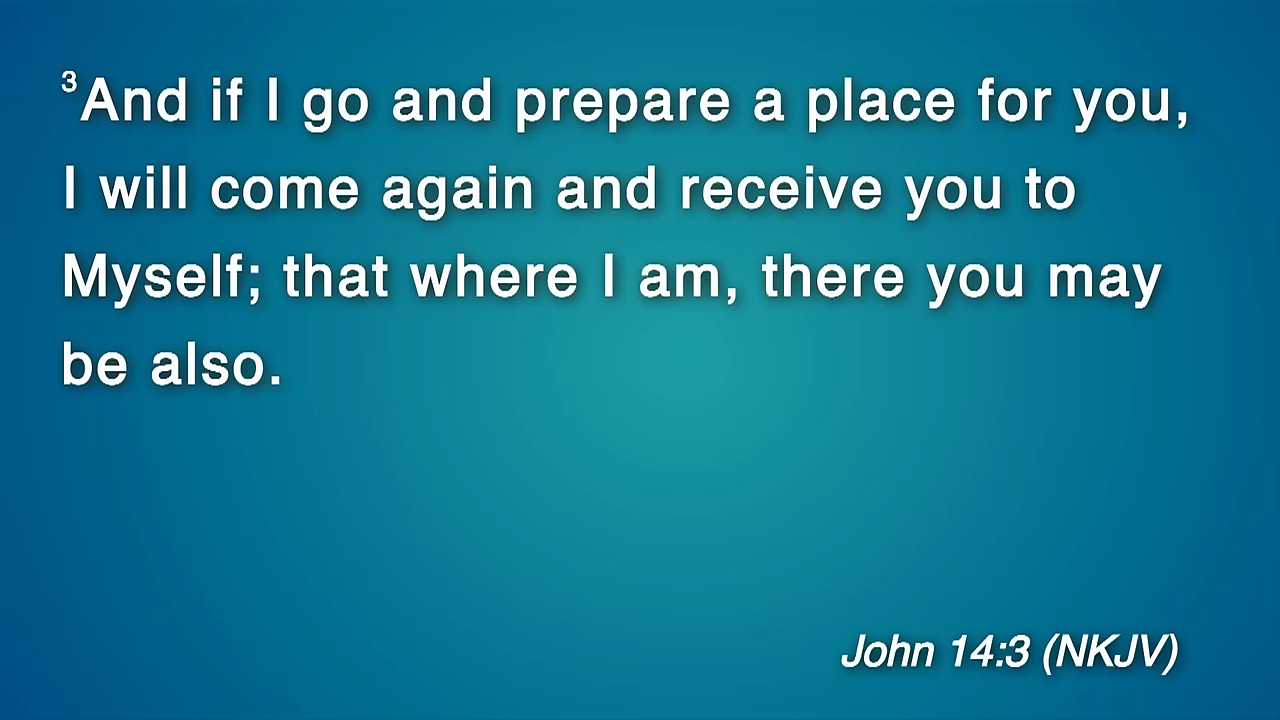 ³And if I go and prepare a place for you,
I will come again and receive you to
Myself; that where I am, there you may
be also.
John 14:3 (NKJV)